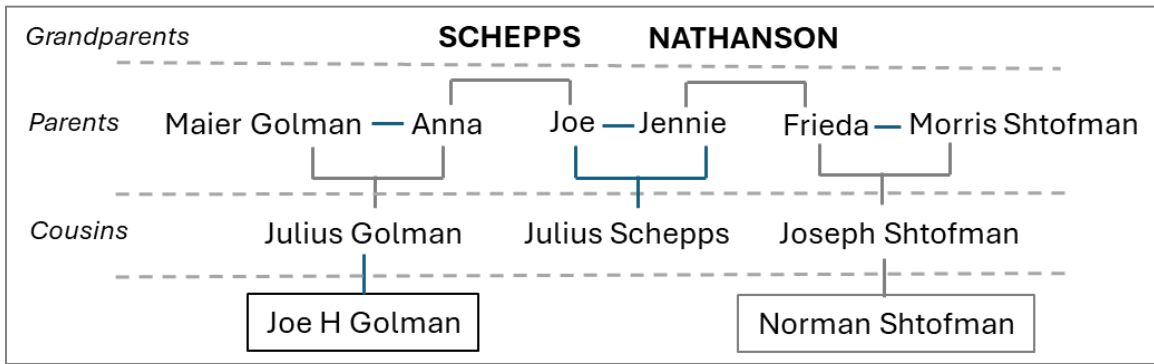 Grandparents SCHEPPS NATHANSON
Parents Maier Golman Anna Joe Jennie Frieda Morris Shtofman
Cousins Julius Golman Julius Schepps Joseph Shtofman
Joe H Golman Norman Shtofman